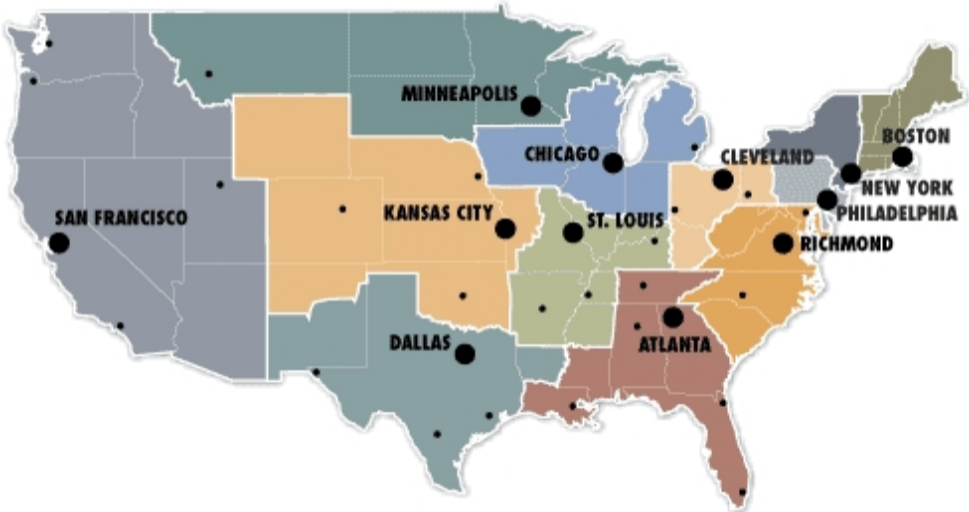 MINNEAPOLIS
BOSTON
CHICAGO
CLEVELAND
NEW YORK
SAN FRANCISCO
KANSAS CITY
ST. LOUIS
PHILADELPHIA
RICHMOND
DALLAS
ATLANTA